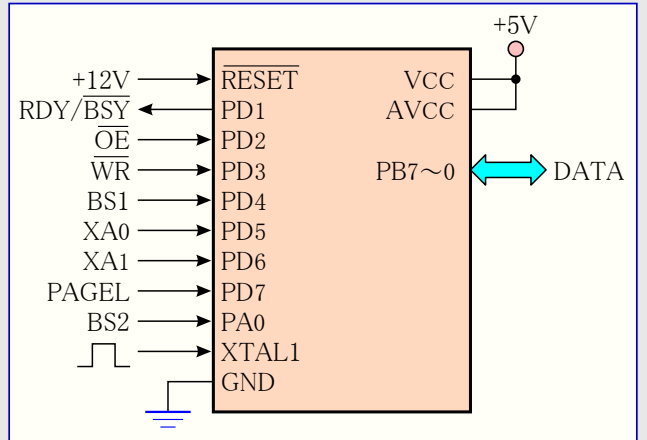 +5V
+12V RESET VCC
RDY/BSY PD1 AVCC
OE PD2
WR PD3 PB7~0 DATA
BS1 PD4
XA0 PD5
XA1 PD6
PAGEL PD7
BS2 PA0
XTAL1
GND